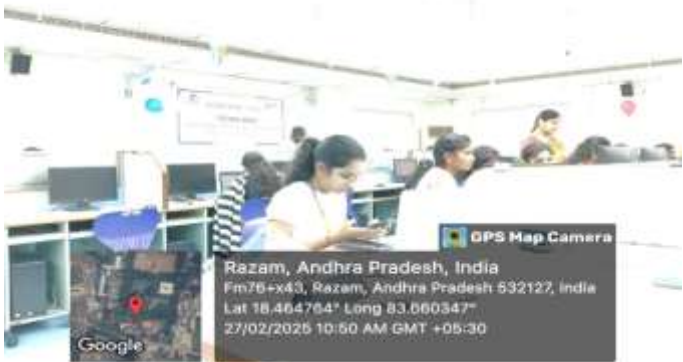 GPS Map Camera
Razam, Andhra Pradesh, India
Fm76+x43, Razam, Andhra Pradesh 532127, India
Lat 18.464764° Long 83.660347°
27/02/2025 10:50 AM GMT +05:30
Google